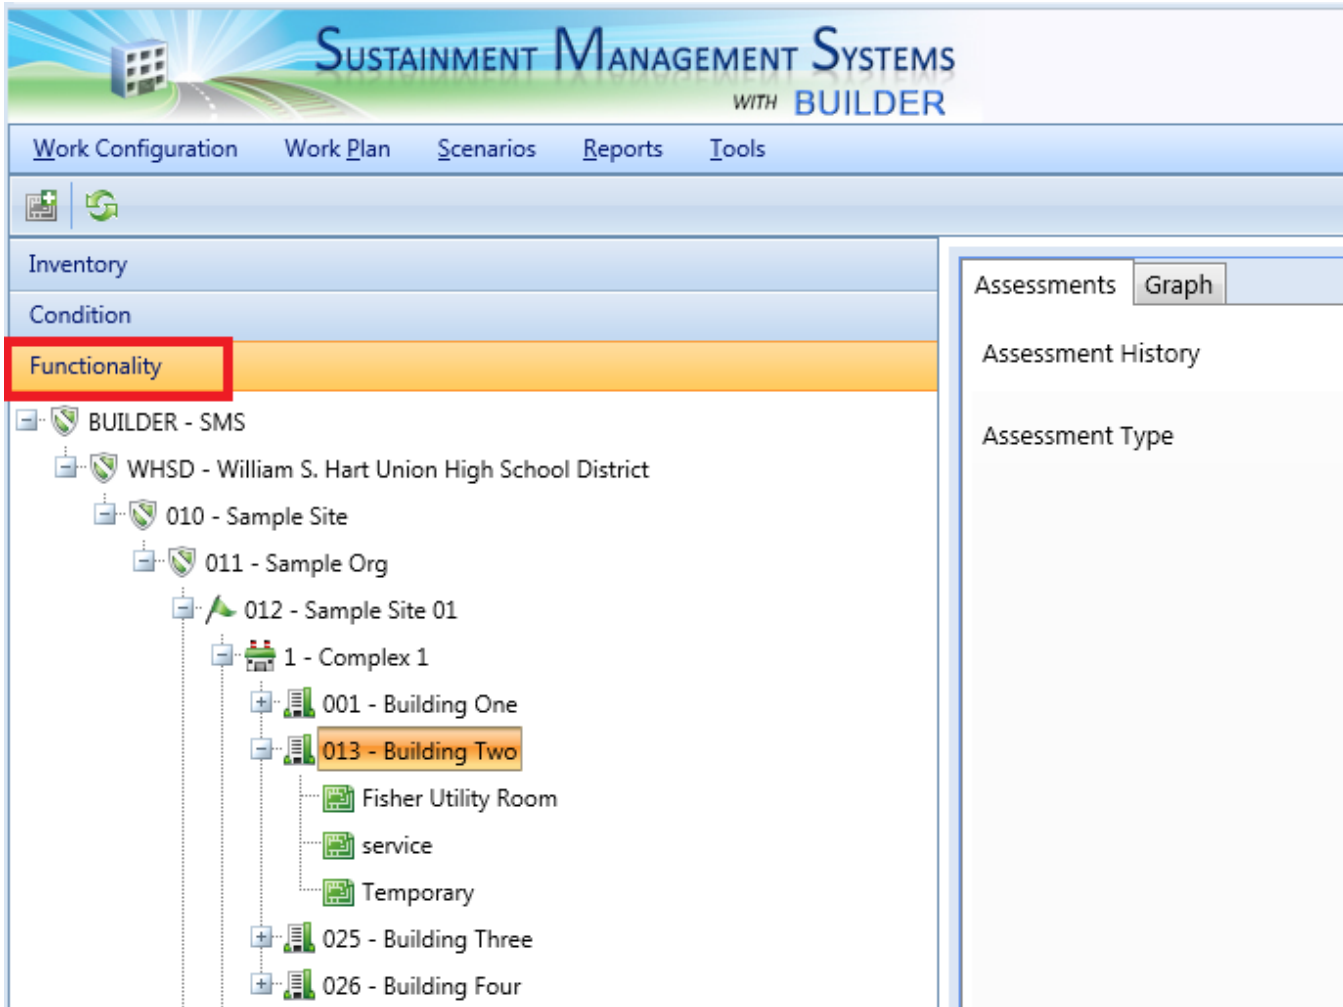 SUSTAINMENT MANAGEMENT SYSTEMS
WITH BUILDER
Work Configuration Work Plan Scenarios Reports Tools
Inventory
Condition
Functionality
BUILDER - SMS
WHSD - William S. Hart Union High School District
010 - Sample Site
011 - Sample Org
012 - Sample Site 01
1 - Complex 1
001 - Building One
013 - Building Two
Fisher Utility Room
service
Temporary
025 - Building Three
026 - Building Four
Assessments Graph
Assessment History
Assessment Type